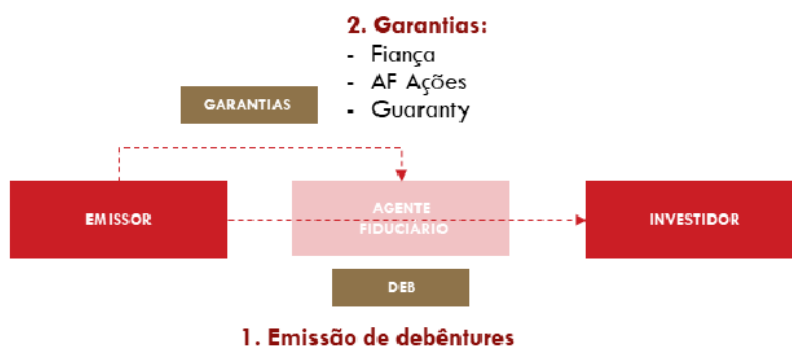 2. Garantias:
- Fiança
- AF Ações
- Guaranty
GARANTIAS
EMISSOR
AGENTE
FIDUCIÁRIO
INVESTIDOR
DEB
1. Emissão de debêntures